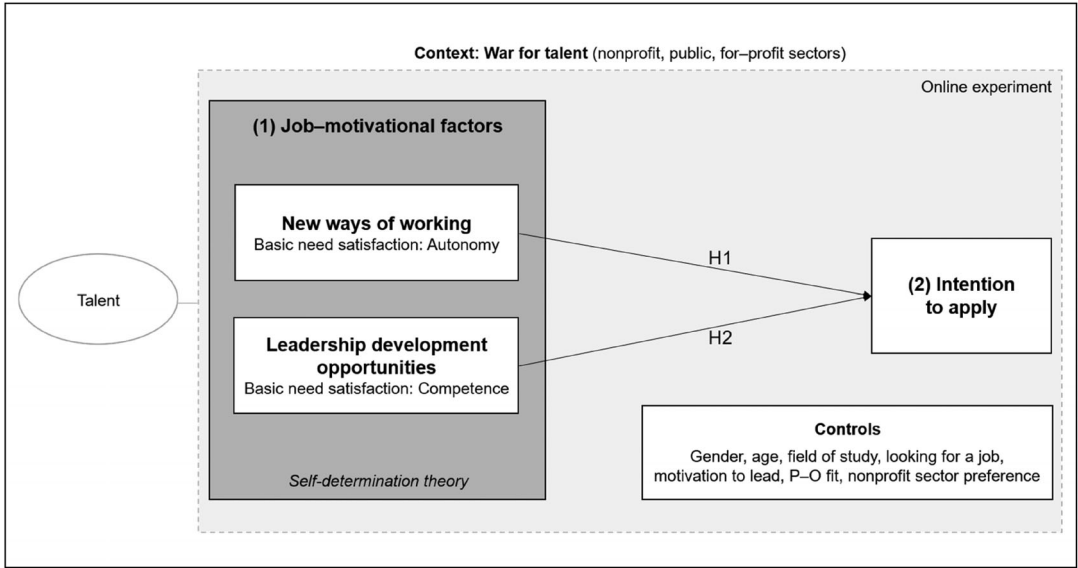 Context: War for talent (nonprofit, public, for–profit sectors)
Online experiment
(1) Job–motivational factors
New ways of working
Basic need satisfaction: Autonomy
H1
Talent
(2) Intention
to apply
Leadership development
opportunities
Basic need satisfaction: Competence
H2
Controls
Gender, age, field of study, looking for a job,
motivation to lead, P–O fit, nonprofit sector preference
Self-determination theory